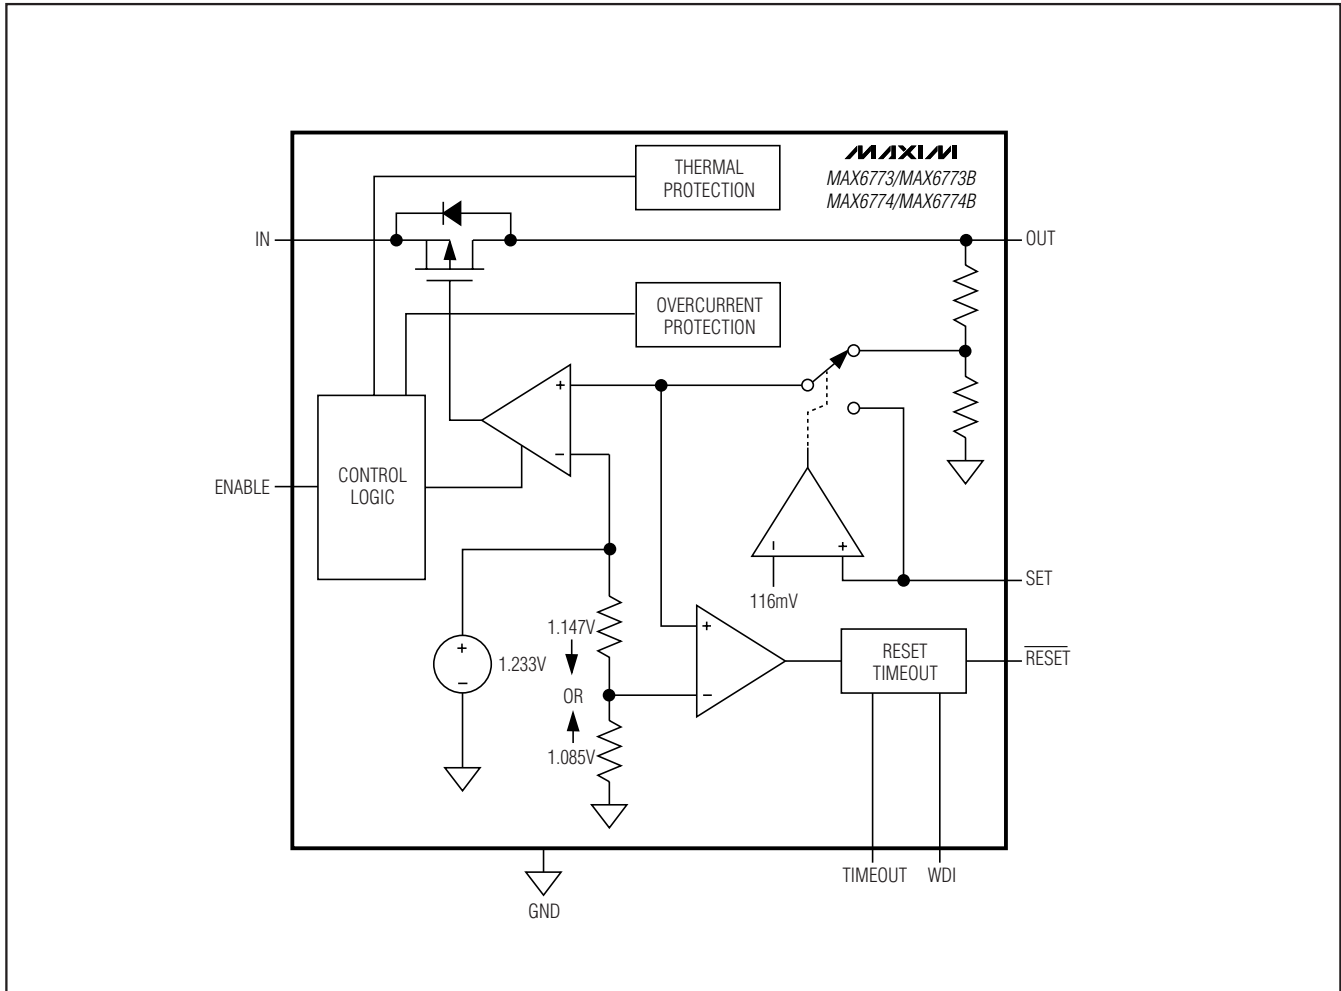 THERMAL
PROTECTION
MAXIM
MAX6773/MAX6773B
MAX6774/MAX6774B
IN
OUT
OVERCURRENT
PROTECTION
+
−
CONTROL
LOGIC
ENABLE
−
+
116mV
SET
1.147V
OR
1.085V
+
−
1.233V
+
−
RESET
TIMEOUT
RESET
TIMEOUT
WDI
GND